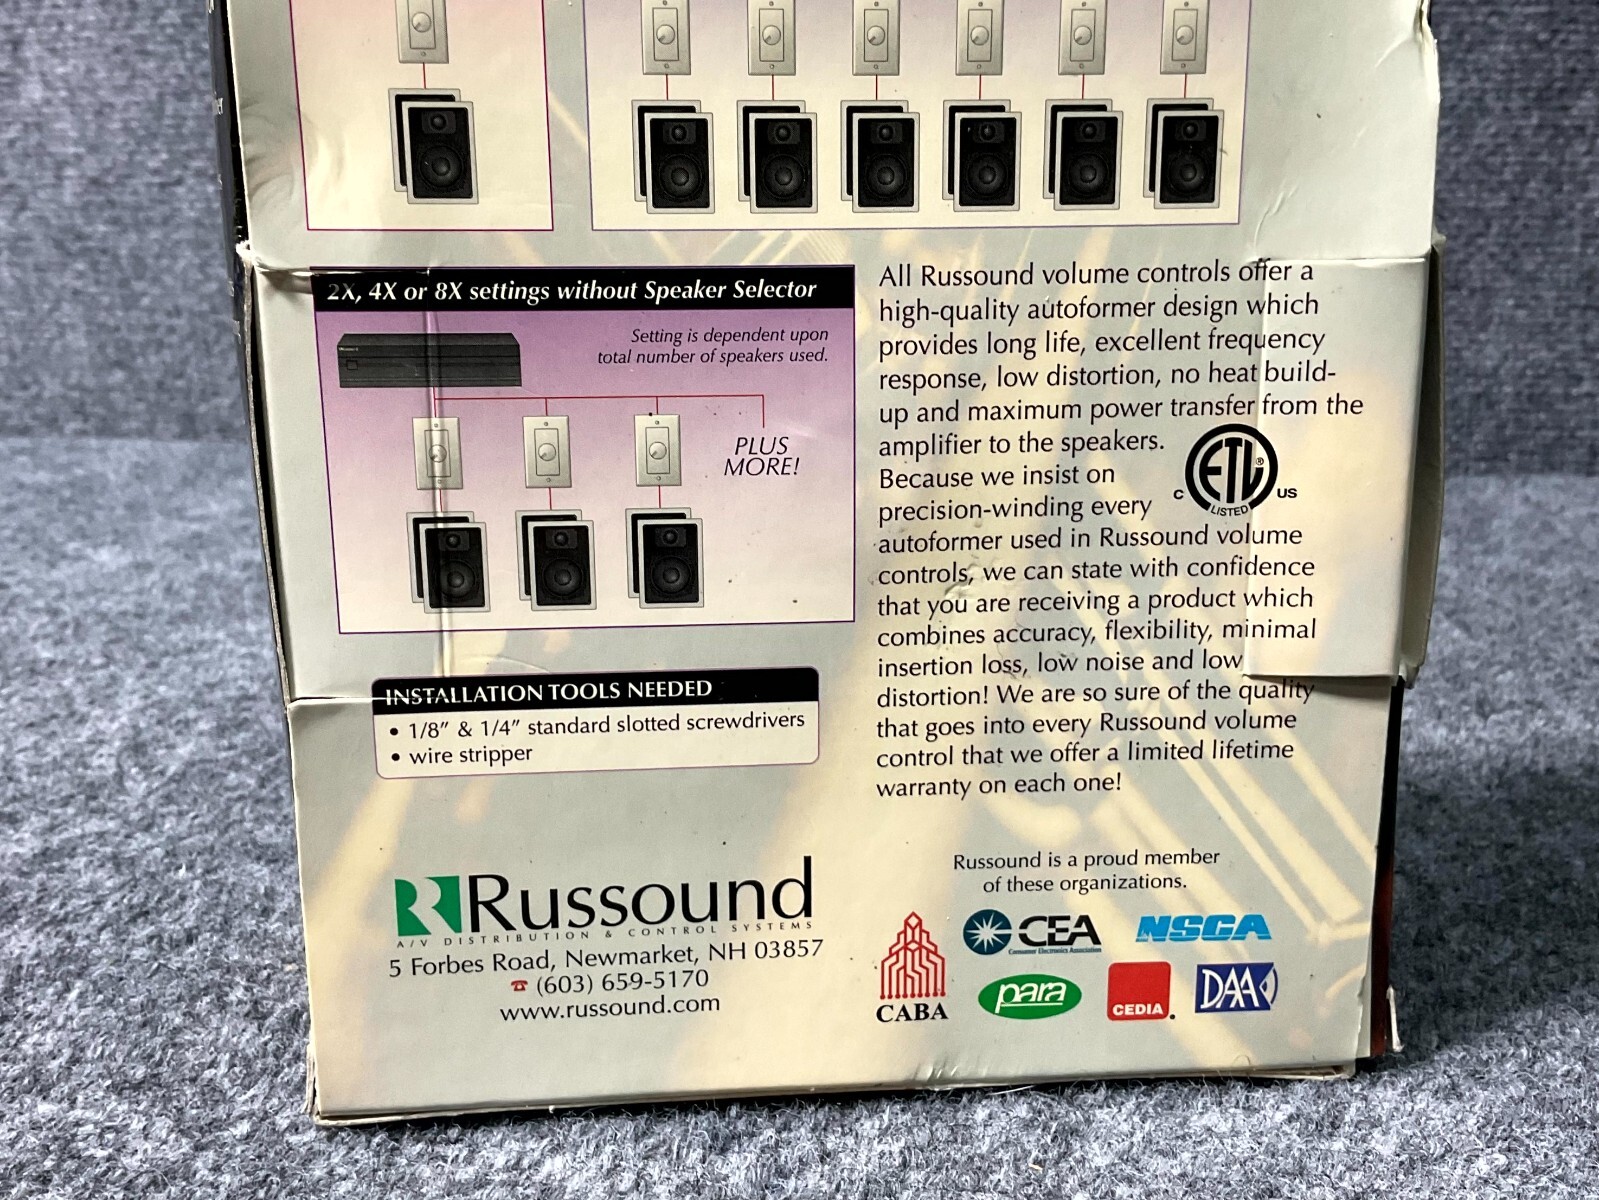 2X, 4X or 8X settings without Speaker Selector
Setting is dependent upon
total number of speakers used.
PLUS
MORE!
INSTALLATION TOOLS NEEDED
• 1/8" & 1/4" standard slotted screwdrivers
• wire stripper
Russound
A/V DISTRIBUTION & CONTROL SYSTEMS
5 Forbes Road, Newmarket, NH 03857
☎ (603) 659-5170
www.russound.com
All Russound volume controls offer a
high-quality autoformer design which
provides long life, excellent frequency
response, low distortion, no heat build-
up and maximum power transfer from the
amplifier to the speakers.
Because we insist on
precision-winding every
autoformer used in Russound volume
controls, we can state with confidence
that you are receiving a product which
combines accuracy, flexibility, minimal
insertion loss, low noise and low
distortion! We are so sure of the quality
that goes into every Russound volume
control that we offer a limited lifetime
warranty on each one!
C ETL® US
LISTED
Russound is a proud member
of these organizations.
CABA
CEA
Consumer Electronics Association
NSCA
para
CEDIA
DAA